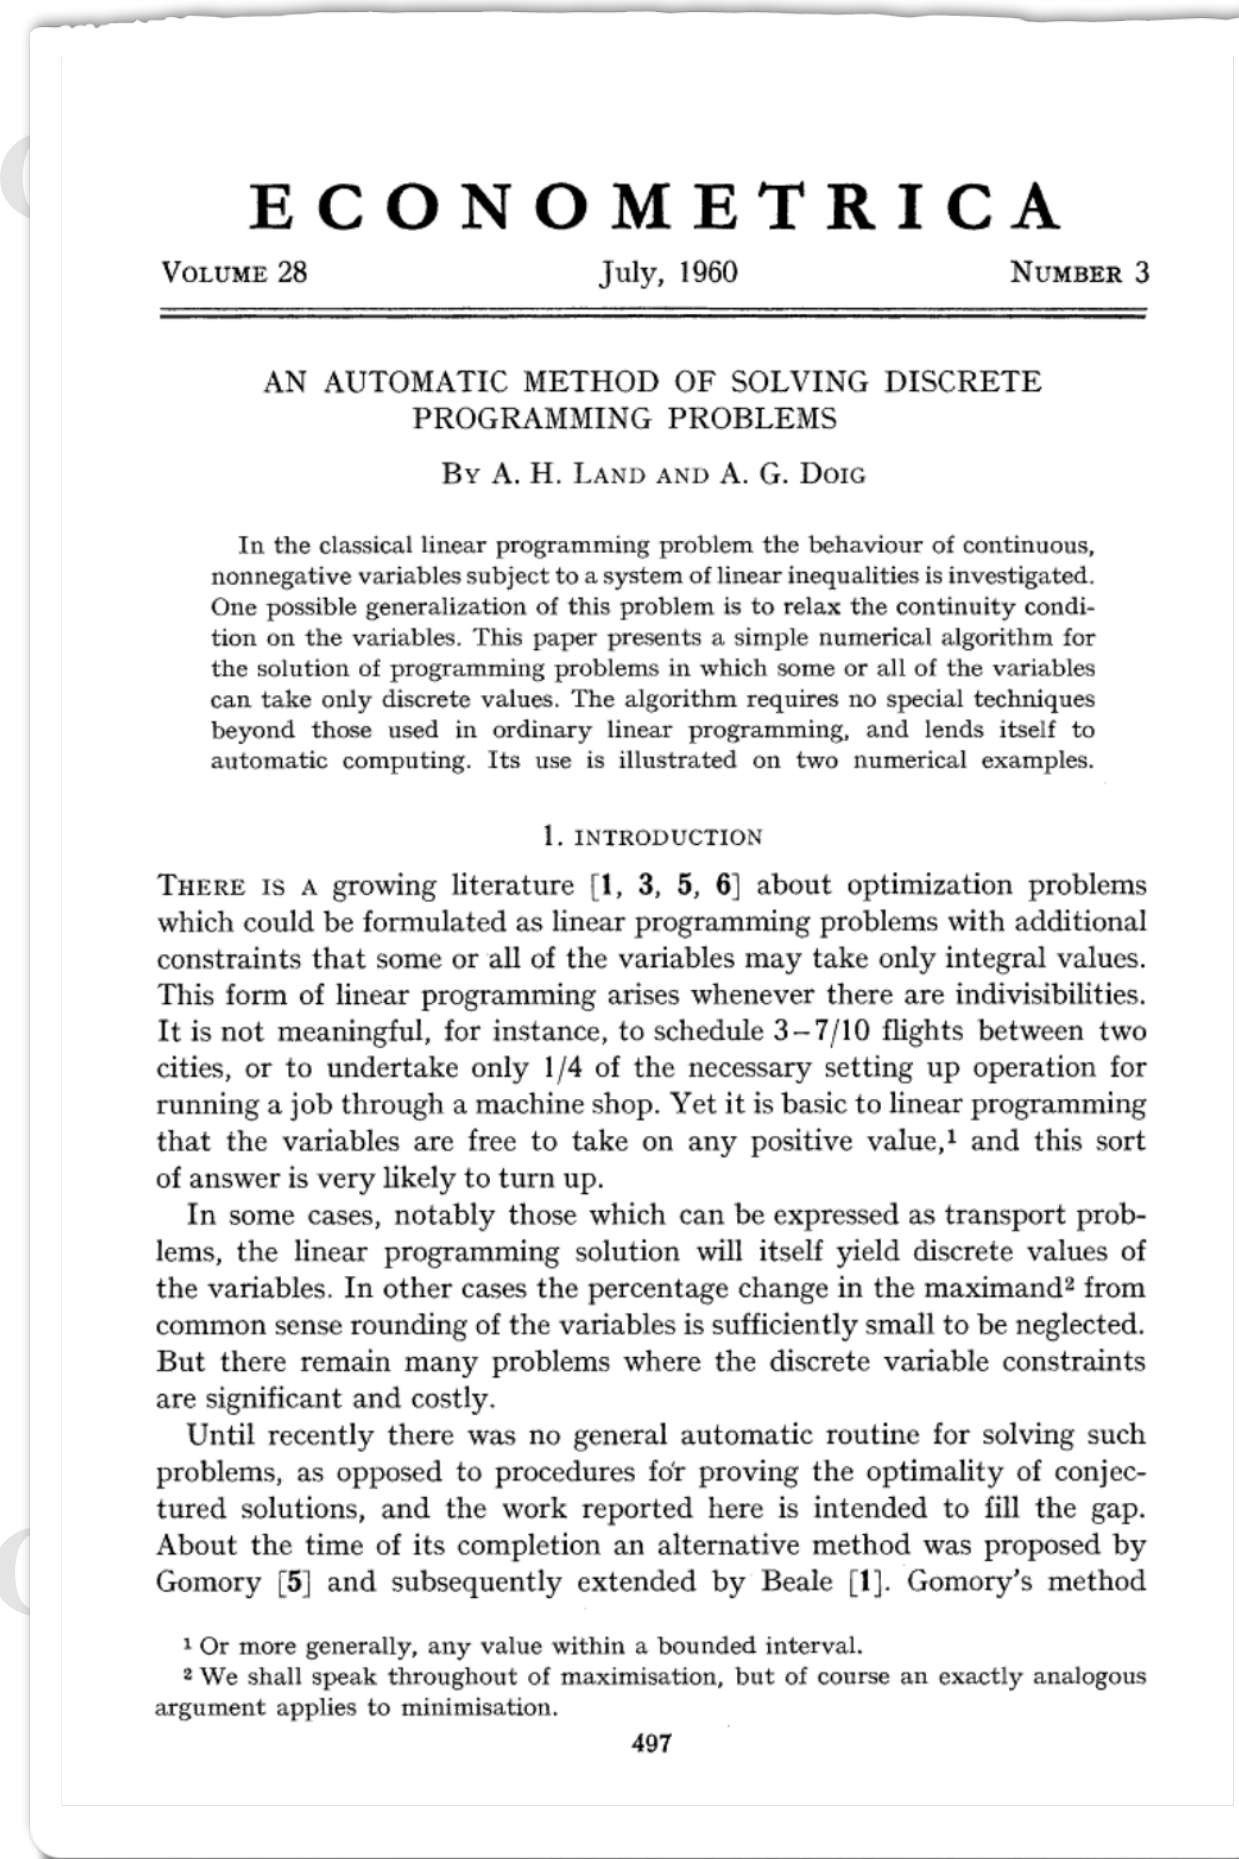 ECONOMETRICA
VOLUME 28 July, 1960 NUMBER 3
AN AUTOMATIC METHOD OF SOLVING DISCRETE
PROGRAMMING PROBLEMS
BY A. H. LAND AND A. G. DOIG
In the classical linear programming problem the behaviour of continuous,
nonnegative variables subject to a system of linear inequalities is investigated.
One possible generalization of this problem is to relax the continuity condi-
tion on the variables. This paper presents a simple numerical algorithm for
the solution of programming problems in which some or all of the variables
can take only discrete values. The algorithm requires no special techniques
beyond those used in ordinary linear programming, and lends itself to
automatic computing. Its use is illustrated on two numerical examples.
1. INTRODUCTION
THERE IS A growing literature [1, 3, 5, 6] about optimization problems
which could be formulated as linear programming problems with additional
constraints that some or all of the variables may take only integral values.
This form of linear programming arises whenever there are indivisibilities.
It is not meaningful, for instance, to schedule 3–7/10 flights between two
cities, or to undertake only 1/4 of the necessary setting up operation for
running a job through a machine shop. Yet it is basic to linear programming
that the variables are free to take on any positive value,¹ and this sort
of answer is very likely to turn up.
In some cases, notably those which can be expressed as transport prob-
lems, the linear programming solution will itself yield discrete values of
the variables. In other cases the percentage change in the maximand² from
common sense rounding of the variables is sufficiently small to be neglected.
But there remain many problems where the discrete variable constraints
are significant and costly.
Until recently there was no general automatic routine for solving such
problems, as opposed to procedures for proving the optimality of conjec-
tured solutions, and the work reported here is intended to fill the gap.
About the time of its completion an alternative method was proposed by
Gomory [5] and subsequently extended by Beale [1]. Gomory's method
¹ Or more generally, any value within a bounded interval.
² We shall speak throughout of maximisation, but of course an exactly analogous
argument applies to minimisation.
497